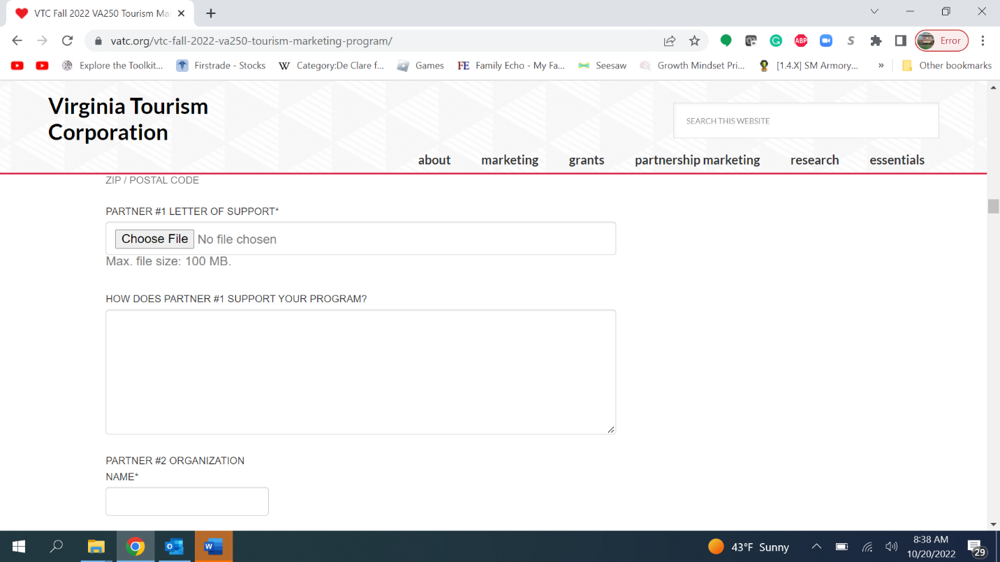 VTC Fall 2022 VA250 Tourism Ma
vatc.org/vtc-fall-2022-va250-tourism-marketing-program/
ABP
S
Error
Explore the Toolkit...
Firstrade - Stocks
W Category:De Clare f...
Games
FE Family Echo - My Fa...
Seesaw
Growth Mindset Pri...
[1.4.X] SM Armory...
»
Other bookmarks
Virginia Tourism
Corporation
SEARCH THIS WEBSITE
about marketing grants partnership marketing research essentials
ZIP / POSTAL CODE
PARTNER #1 LETTER OF SUPPORT*
Choose File No file chosen
Max. file size: 100 MB.
HOW DOES PARTNER #1 SUPPORT YOUR PROGRAM?
PARTNER #2 ORGANIZATION
NAME*
43°F Sunny
8:38 AM
10/20/2022
29